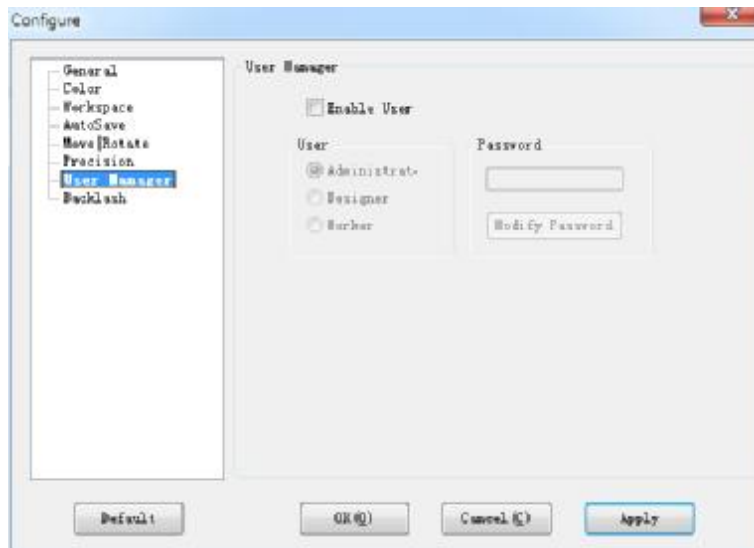 Configure
General
Color
Workspace
AutoSave
Move|Rotate
Precision
User Manager
Backlash
User Manager
Enable User
User
Administrat
Designer
Worker
Password
Modify Password
Default
OK(O)
Cancel(C)
Apply